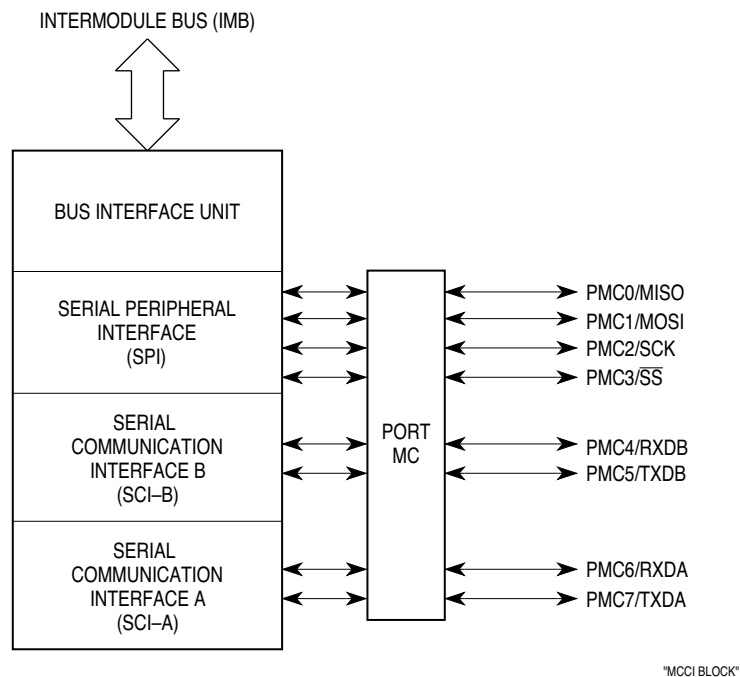 INTERMODULE BUS (IMB)
BUS INTERFACE UNIT
SERIAL PERIPHERAL
INTERFACE
(SPI)
SERIAL
COMMUNICATION
INTERFACE B
(SCI–B)
SERIAL
COMMUNICATION
INTERFACE A
(SCI–A)
PORT
MC
PMC0/MISO
PMC1/MOSI
PMC2/SCK
PMC3/S̅S̅
PMC4/RXDB
PMC5/TXDB
PMC6/RXDA
PMC7/TXDA
"MCCI BLOCK"